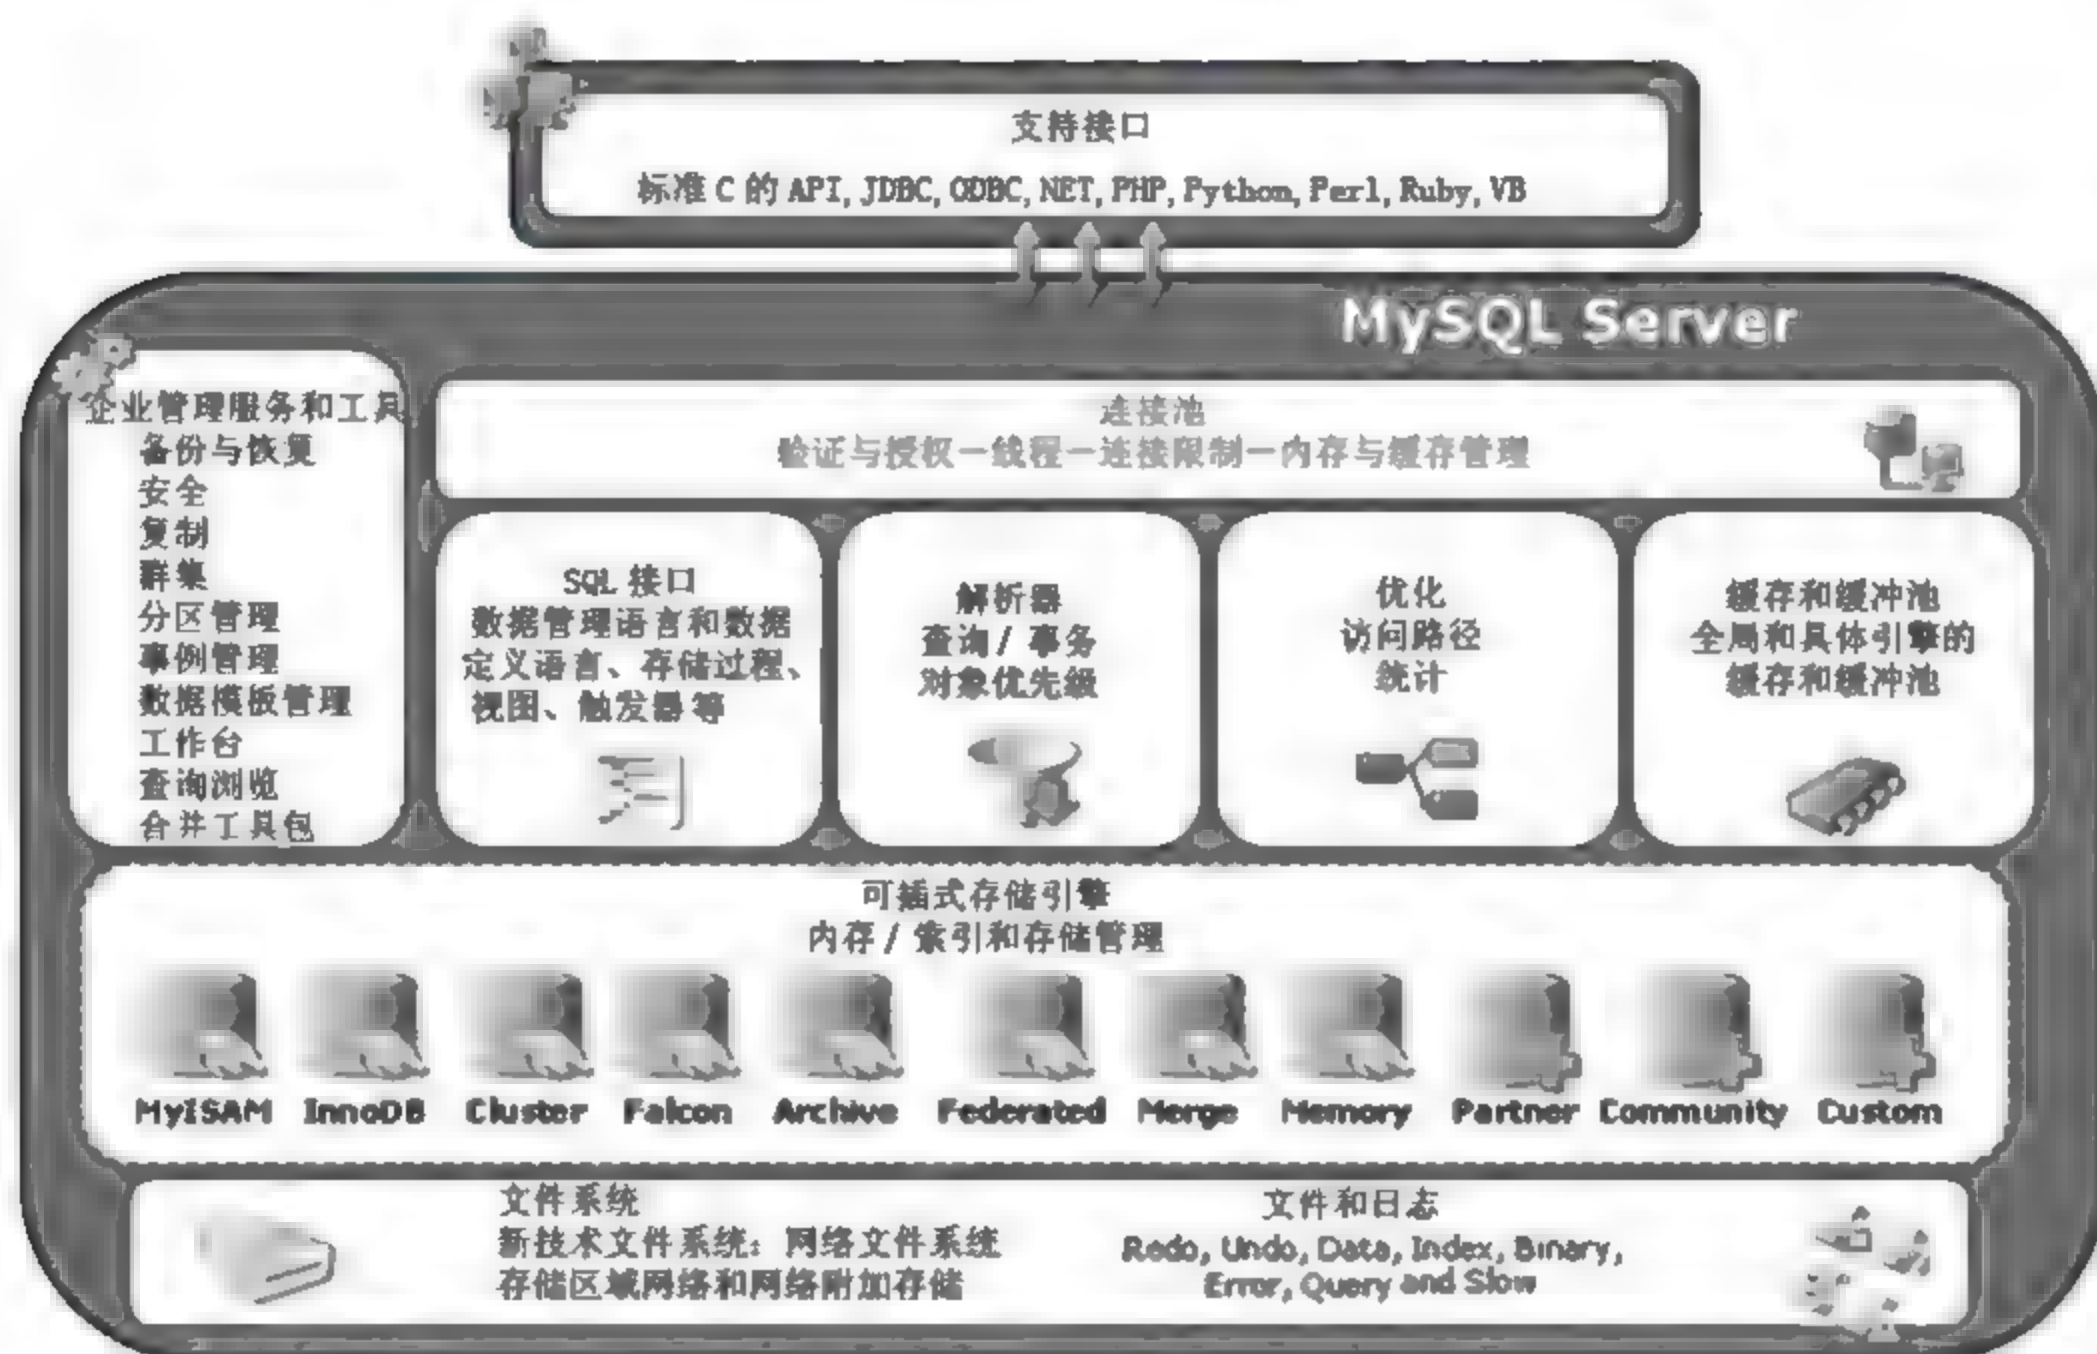 支持接口
标准 C 的 API, JDBC, ODBC, NET, PHP, Python, Perl, Ruby, VB
MySQL Server
企业管理服务和工具
备份与恢复
安全
复制
群集
分区管理
事例管理
数据模板管理
工作台
查询浏览
合并工具包
连接池
验证与授权—线程—连接限制—内存与缓存管理
SQL 接口
数据管理语言和数据
定义语言、存储过程、
视图、触发器等
解析器
查询 / 事务
对象优先级
优化
访问路径
统计
缓存和缓冲池
全局和具体引擎的
缓存和缓冲池
可插式存储引擎
内存 / 索引和存储管理
MyISAM InnoDB Cluster Falcon Archive Federated Merge Memory Partner Community Custom
文件系统
新技术文件系统：网络文件系统
存储区域网络和网络附加存储
文件和日志
Redo, Undo, Data, Index, Binary,
Error, Query and Slow